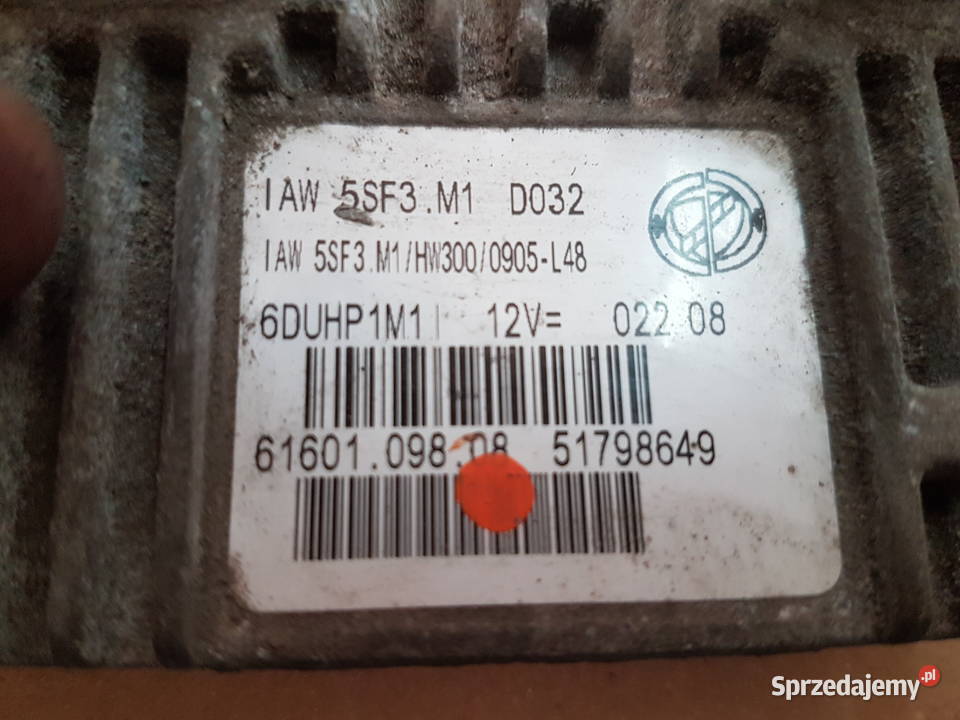 IAW 5SF3.M1 D032
IAW 5SF3.M1/HW300/0905-L48
6DUHP1M1 12V= 022 08
61601.098.08 51798649
Sprzedajemy.pl